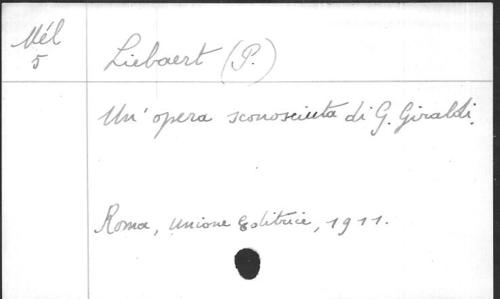 Mél
5
Liebaert (P.)
Un' opera sconosciuta di G. Giraldi.
Roma, Unione Editrice, 1911.